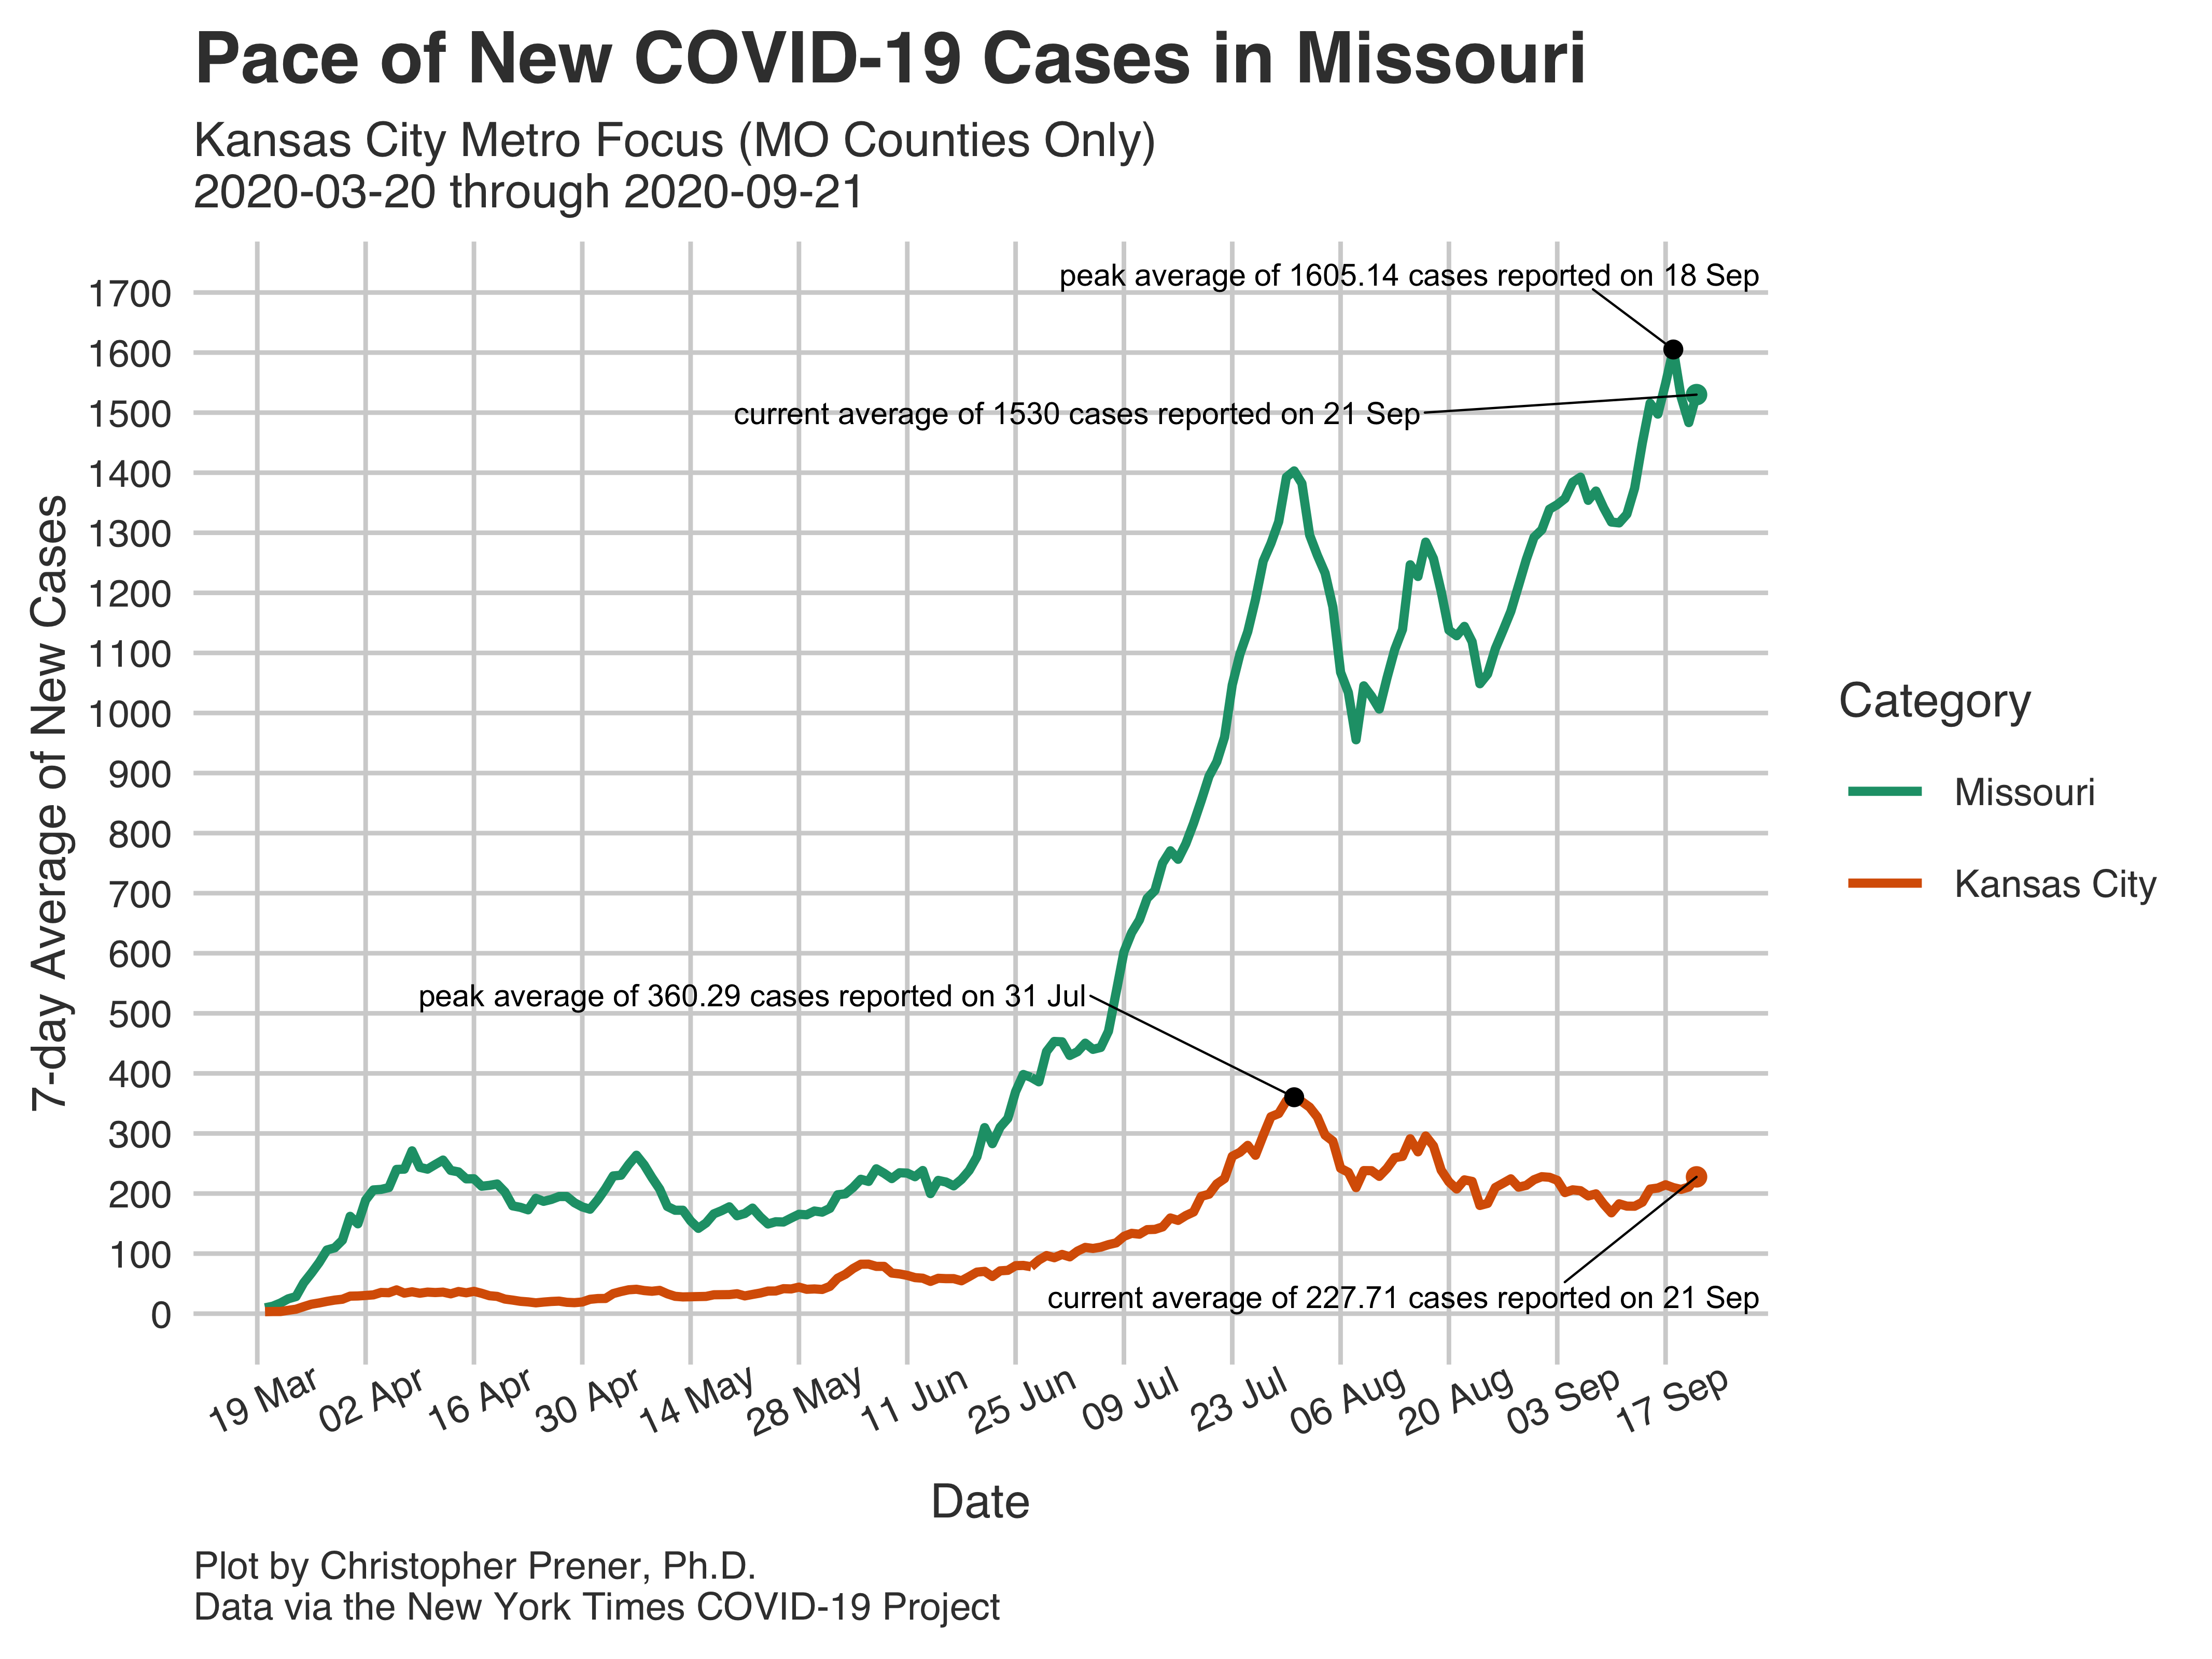 Pace of New COVID-19 Cases in Missouri
Kansas City Metro Focus (MO Counties Only)
2020-03-20 through 2020-09-21
7-day Average of New Cases
1700
1600
1500
1400
1300
1200
1100
1000
900
800
700
600
500
400
300
200
100
0
peak average of 1605.14 cases reported on 18 Sep
current average of 1530 cases reported on 21 Sep
peak average of 360.29 cases reported on 31 Jul
current average of 227.71 cases reported on 21 Sep
19 Mar
02 Apr
16 Apr
30 Apr
14 May
28 May
11 Jun
25 Jun
09 Jul
23 Jul
06 Aug
20 Aug
03 Sep
17 Sep
Date
Category
Missouri
Kansas City
Plot by Christopher Prener, Ph.D.
Data via the New York Times COVID-19 Project